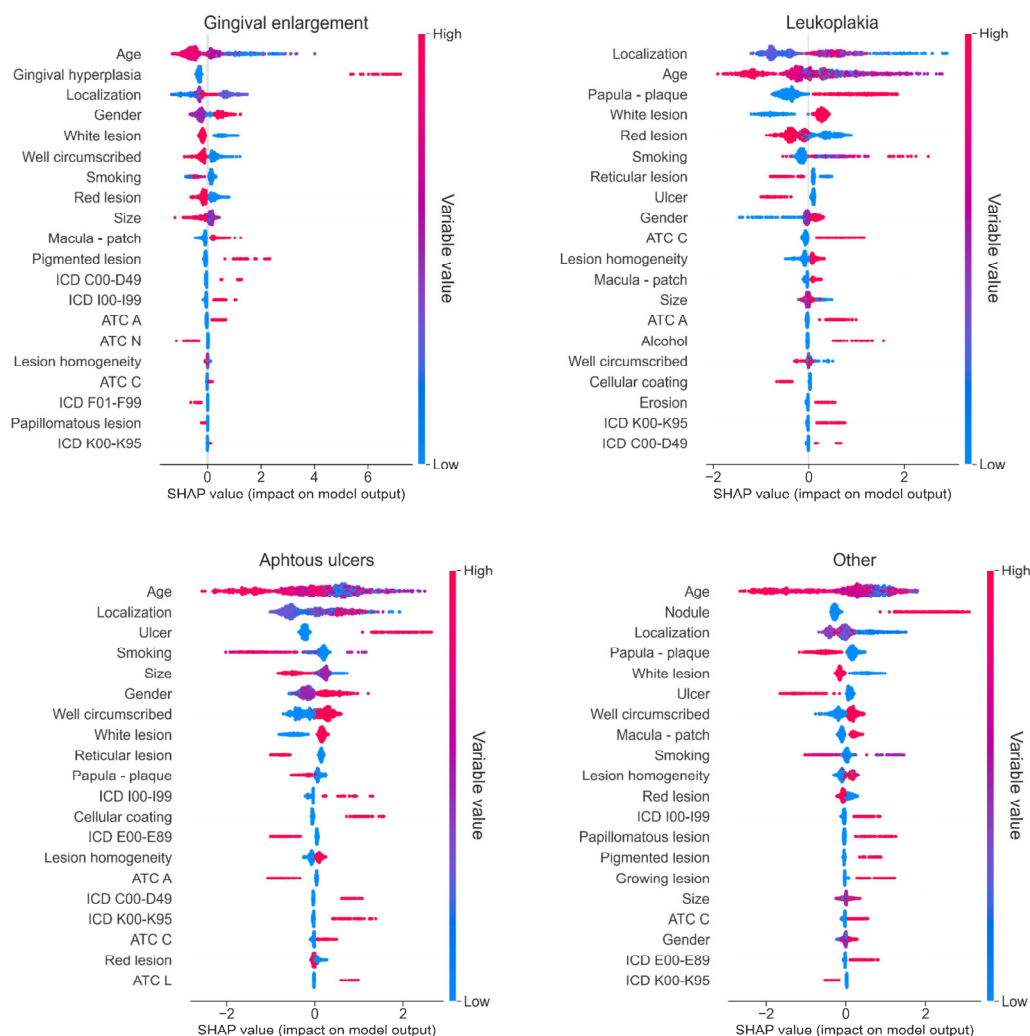 Gingival enlargement
High
Age
Gingival hyperplasia
Localization
Gender
White lesion
Well circumscribed
Smoking
Red lesion
Size
Macula - patch
Pigmented lesion
ICD C00-D49
ICD I00-I99
ATC A
ATC N
Lesion homogeneity
ATC C
ICD F01-F99
Papillomatous lesion
ICD K00-K95
Variable value
Low
0 2 4 6
SHAP value (impact on model output)
Leukoplakia
High
Localization
Age
Papula - plaque
White lesion
Red lesion
Smoking
Reticular lesion
Ulcer
Gender
ATC C
Lesion homogeneity
Macula - patch
Size
ATC A
Alcohol
Well circumscribed
Cellular coating
Erosion
ICD K00-K95
ICD C00-D49
Variable value
Low
−2 0 2
SHAP value (impact on model output)
Aphtous ulcers
High
Age
Localization
Ulcer
Smoking
Size
Gender
Well circumscribed
White lesion
Reticular lesion
Papula - plaque
ICD I00-I99
Cellular coating
ICD E00-E89
Lesion homogeneity
ATC A
ICD C00-D49
ICD K00-K95
ATC C
Red lesion
ATC L
Variable value
Low
−2 0 2
SHAP value (impact on model output)
Other
High
Age
Nodule
Localization
Papula - plaque
White lesion
Ulcer
Well circumscribed
Macula - patch
Smoking
Lesion homogeneity
Red lesion
ICD I00-I99
Papillomatous lesion
Pigmented lesion
Growing lesion
Size
ATC C
Gender
ICD E00-E89
ICD K00-K95
Variable value
Low
−2 0 2
SHAP value (impact on model output)